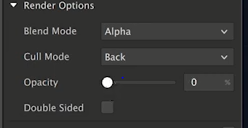 Render Options
Blend Mode Alpha
Cull Mode Back
Opacity 0 %
Double Sided